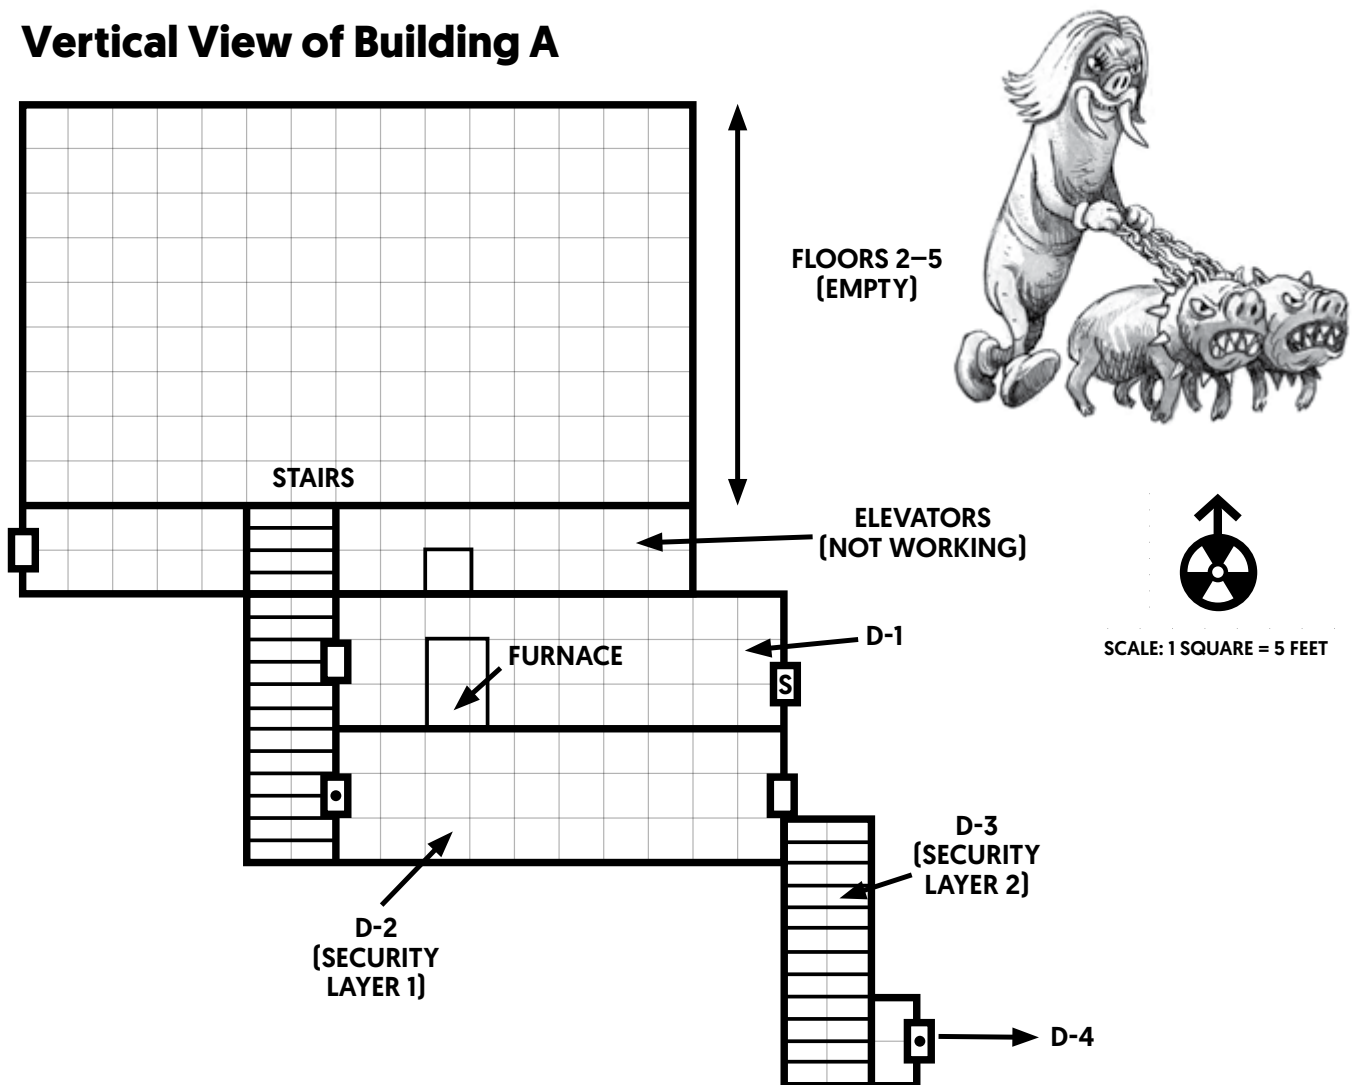 Vertical View of Building A
FLOORS 2–5
(EMPTY)
STAIRS
ELEVATORS
(NOT WORKING)
D-1
FURNACE
S
SCALE: 1 SQUARE = 5 FEET
D-3
(SECURITY
LAYER 2)
D-2
(SECURITY
LAYER 1)
D-4